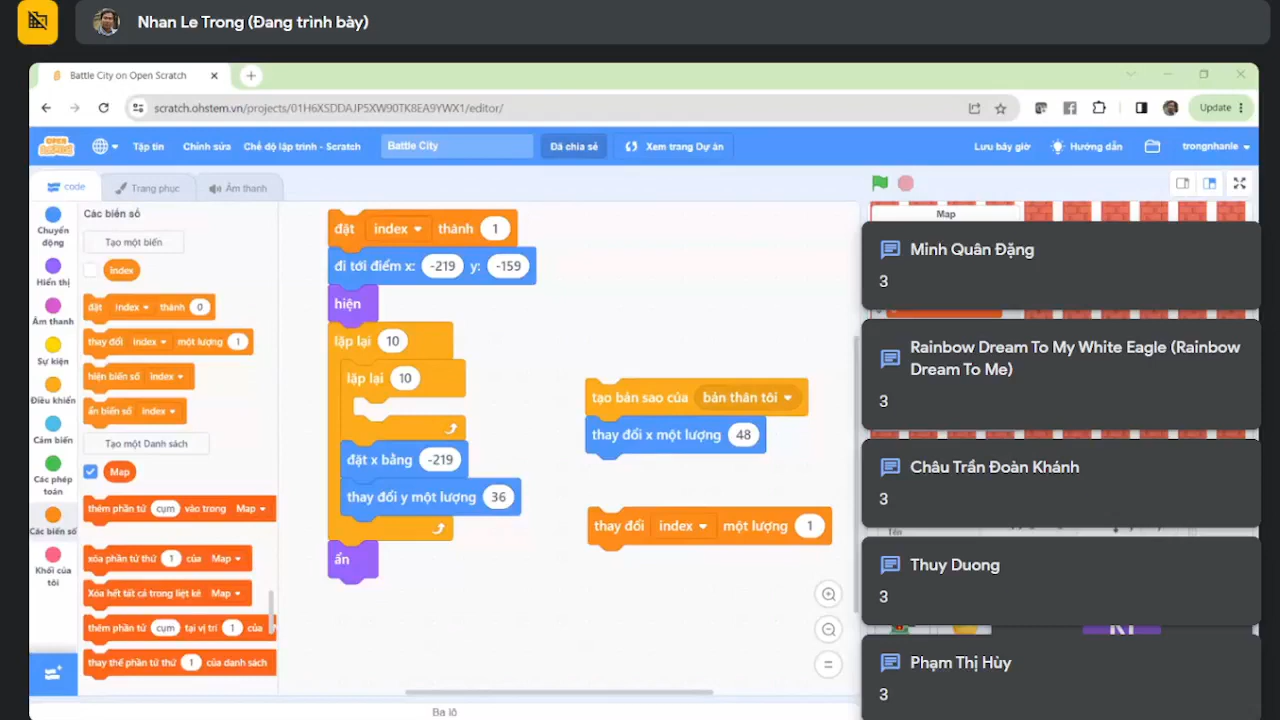 Nhan Le Trong (Đang trình bày)
Battle City on Open Scratch
scratch.ohstem.vn/projects/01H6XSDDAJP5XW90TK8EA9YWX1/editor/
Update
OPEN
Tập tin
Chỉnh sửa
Chế độ lập trình - Scratch
Battle City
Đã chia sẻ
Xem trang Dự án
Lưu bây giờ
Hướng dẫn
trongnhanle
code
Trang phục
Âm thanh
Chuyển động
Hiển thị
Âm thanh
Sự kiện
Điều khiển
Cảm biến
Các phép toán
Các biến số
Khối của tôi
Các biến số
Tạo một biến
index
đặt index thành 0
thay đổi index một lượng 1
hiện biến số index
ẩn biến số index
Tạo một Danh sách
Map
thêm phần tử cụm vào trong Map
xóa phần tử thứ 1 của Map
Xóa hết tất cả trong liệt kê Map
thêm phần tử cụm tại vị trí 1 của
thay thế phần tử thứ 1 của danh sách
đặt index thành 1
đi tới điểm x: -219 y: -159
hiện
lặp lại 10
lặp lại 10
đặt x bằng -219
thay đổi y một lượng 36
ẩn
tạo bản sao của bản thân tôi
thay đổi x một lượng 48
thay đổi index một lượng 1
Ba lô
Map
Minh Quân Đặng
3
Rainbow Dream To My White Eagle (Rainbow
Dream To Me)
3
Châu Trần Đoàn Khánh
3
Tên
Thuy Duong
3
Phạm Thị Hùy
3